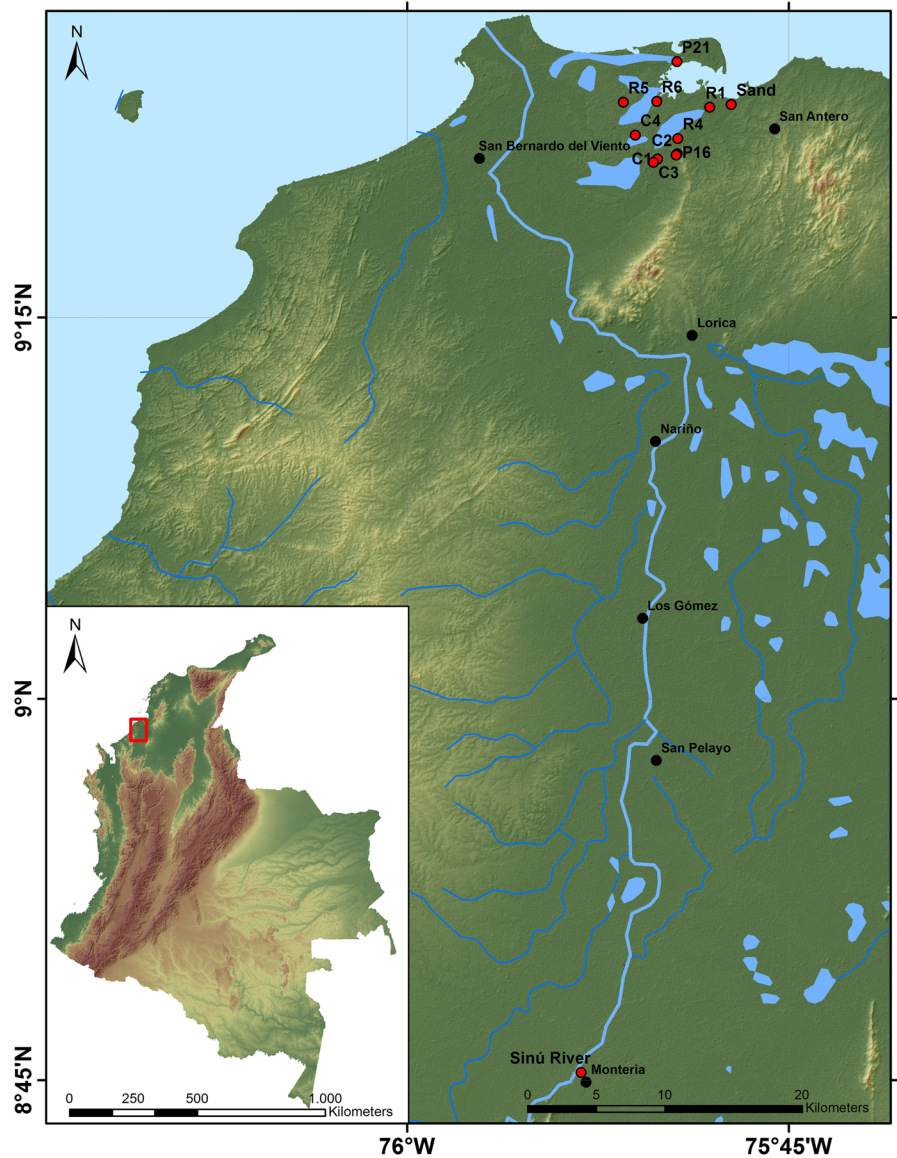 N
P21
R5
R6
R1
Sand
San Antero
C4
C2
R4
San Bernardo del Viento
C1
P16
C3
9°15'N
Lorica
Nariño
Los Gómez
N
9°N
San Pelayo
Sinú River
Monteria
8°45'N
0 250 500 1.000
Kilometers
0 5 10 20
Kilometers
76°W
75°45'W